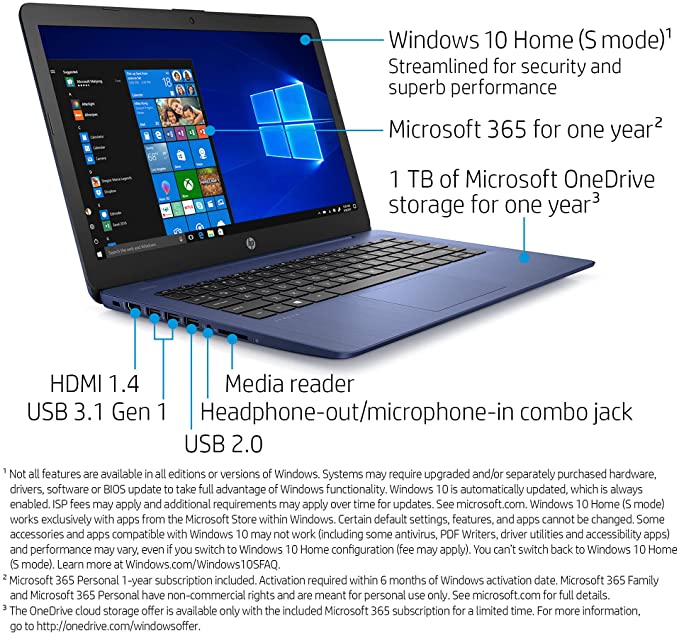 Windows 10 Home (S mode)¹
Streamlined for security and
superb performance
Microsoft 365 for one year²
1 TB of Microsoft OneDrive
storage for one year³
hp
HDMI 1.4
Media reader
USB 3.1 Gen 1
Headphone-out/microphone-in combo jack
USB 2.0
¹ Not all features are available in all editions or versions of Windows. Systems may require upgraded and/or separately purchased hardware,
drivers, software or BIOS update to take full advantage of Windows functionality. Windows 10 is automatically updated, which is always
enabled. ISP fees may apply and additional requirements may apply over time for updates. See microsoft.com. Windows 10 Home (S mode)
works exclusively with apps from the Microsoft Store within Windows. Certain default settings, features, and apps cannot be changed. Some
accessories and apps compatible with Windows 10 may not work (including some antivirus, PDF Writers, driver utilities and accessibility apps)
and performance may vary, even if you switch to Windows 10 Home configuration (fee may apply). You can't switch back to Windows 10 Home
(S mode). Learn more at Windows.com/Windows10SFAQ.
² Microsoft 365 Personal 1-year subscription included. Activation required within 6 months of Windows activation date. Microsoft 365 Family
and Microsoft 365 Personal have non-commercial rights and are meant for personal use only. See microsoft.com for full details.
³ The OneDrive cloud storage offer is available only with the included Microsoft 365 subscription for a limited time. For more information,
go to http://onedrive.com/windowsoffer.